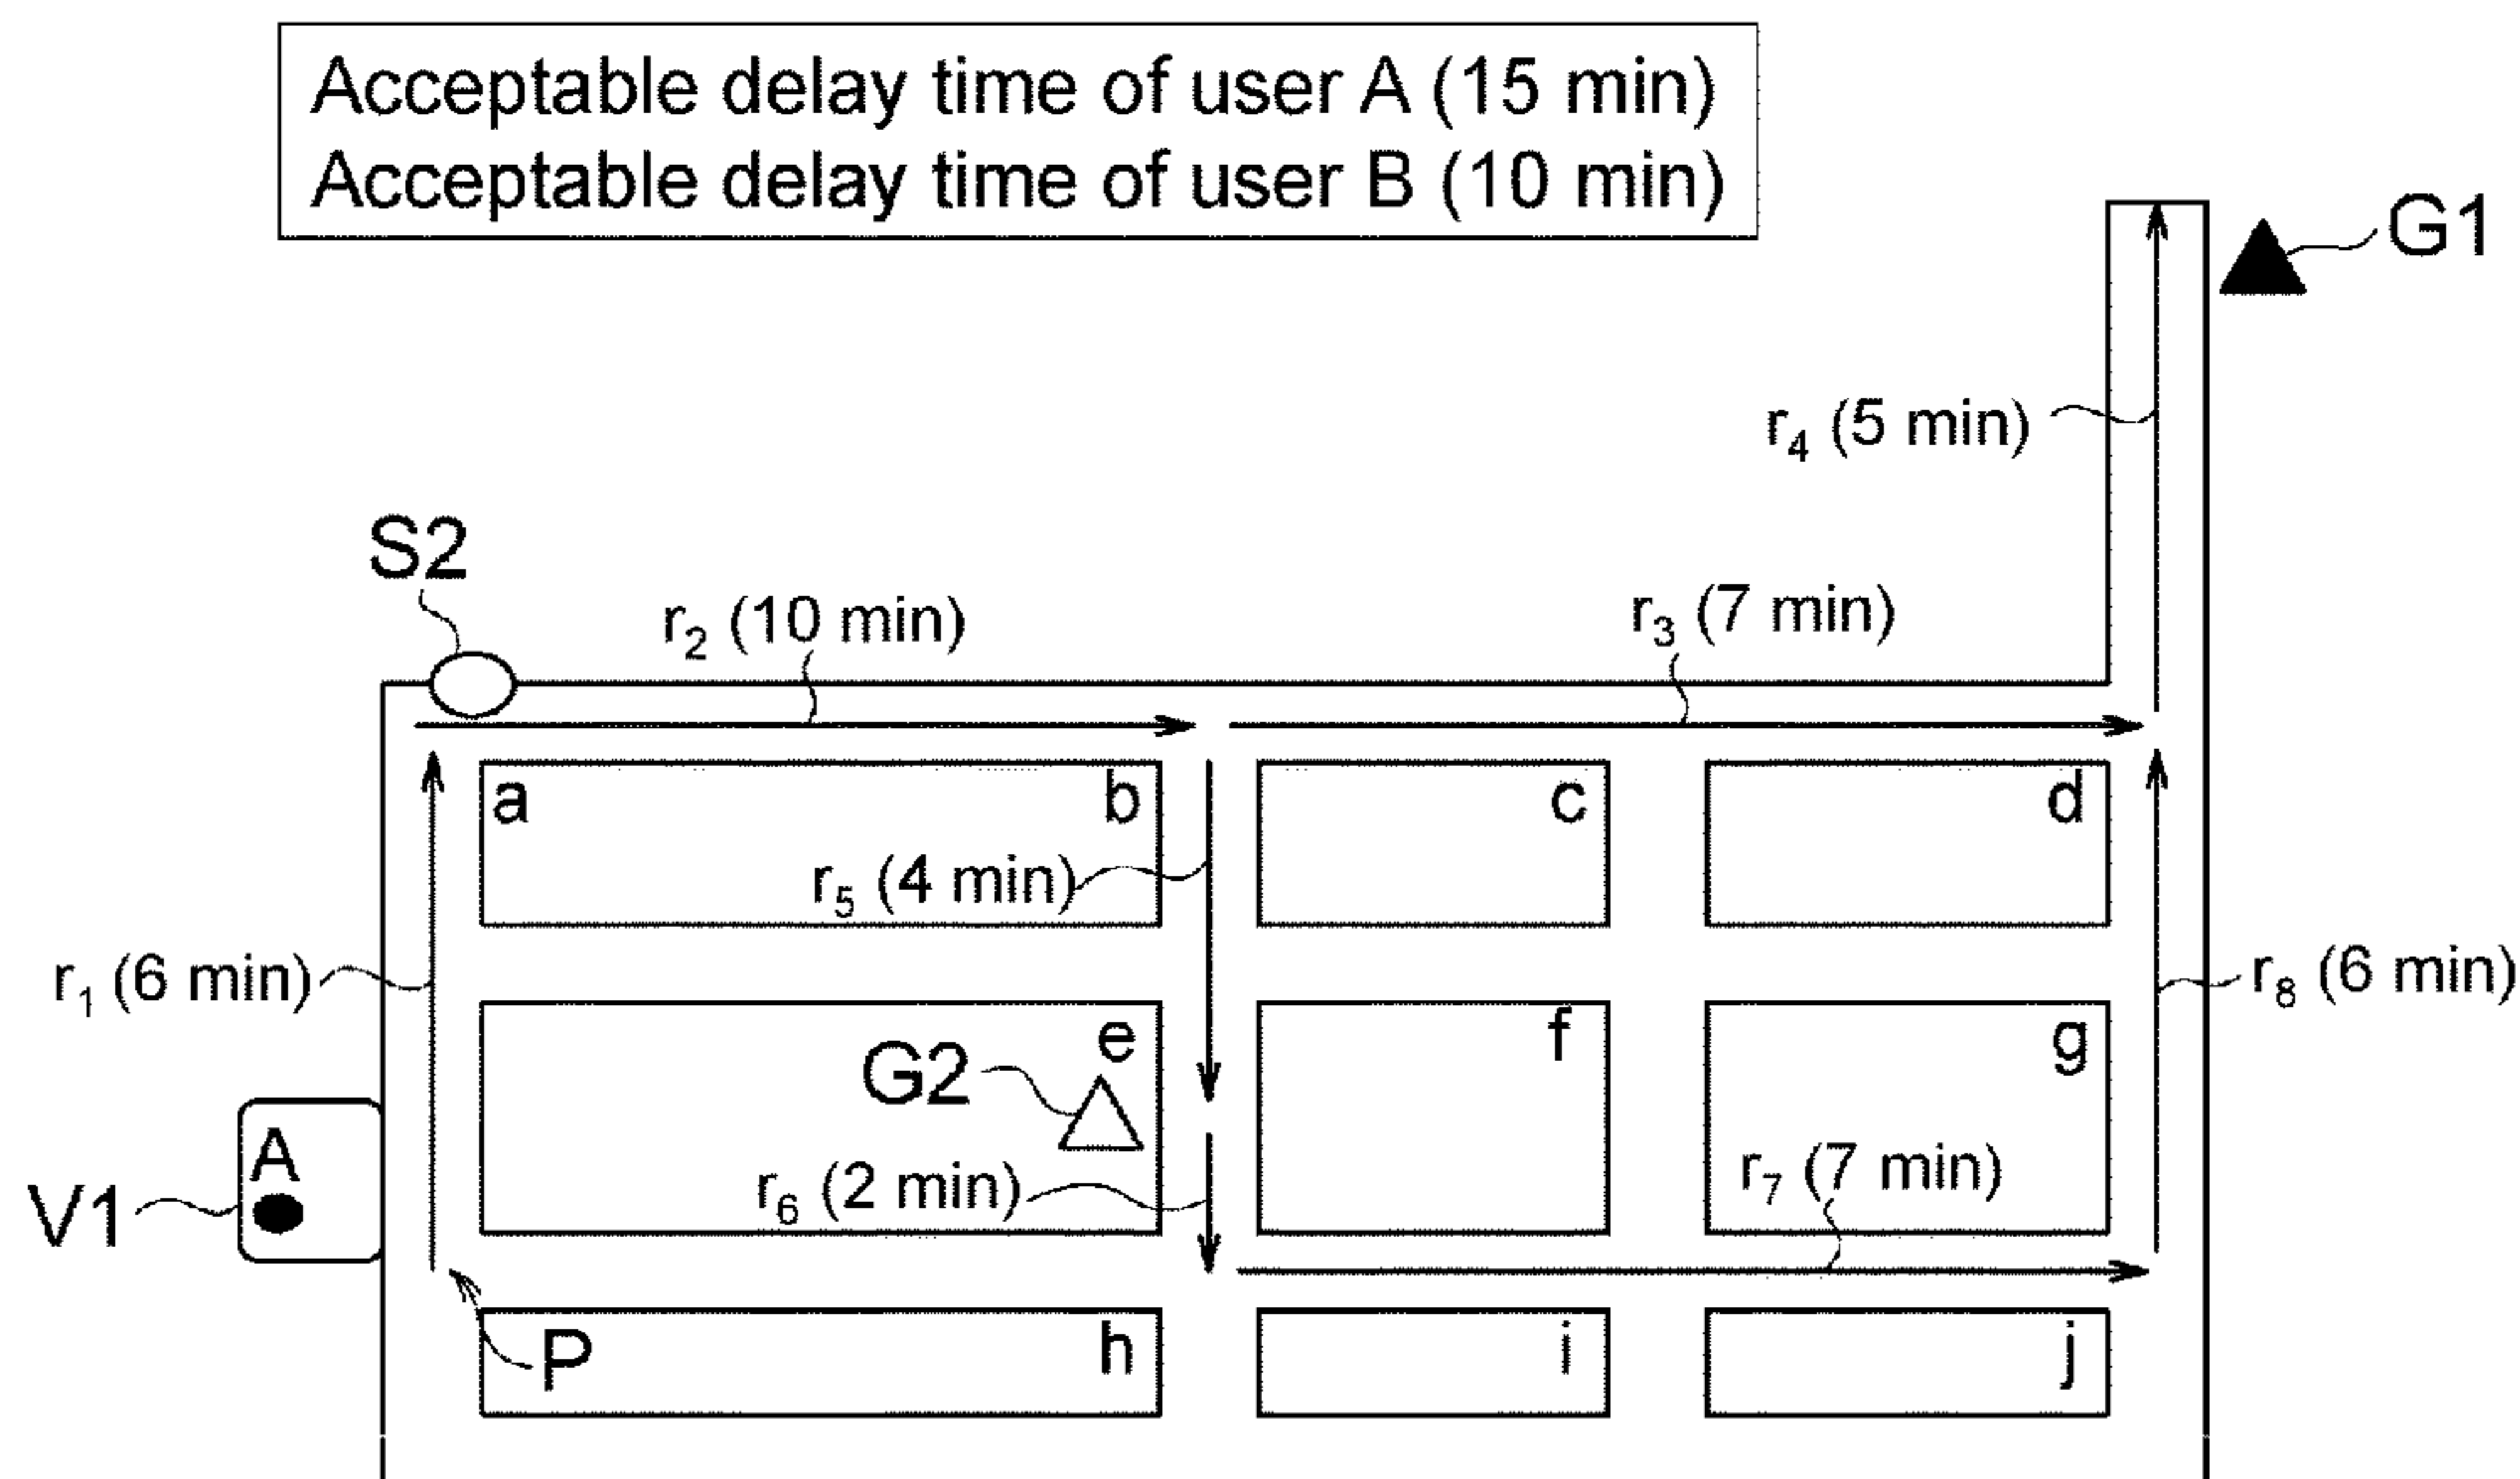 Acceptable delay time of user A (15 min)
Acceptable delay time of user B (10 min)
G1
r4 (5 min)
S2
r2 (10 min)
r3 (7 min)
a
b
c
d
r5 (4 min)
r1 (6 min)
r8 (6 min)
e
f
g
G2
A
V1
r6 (2 min)
r7 (7 min)
P
h
i
j